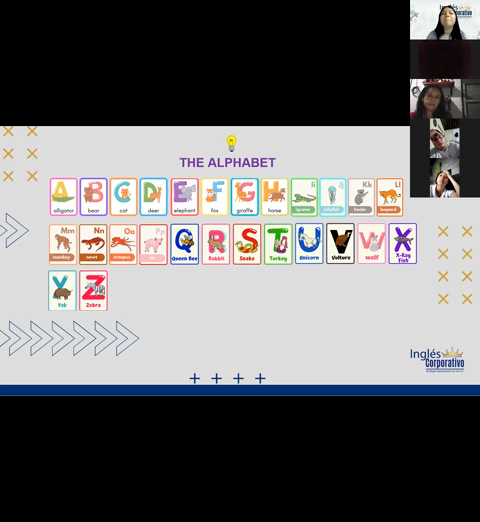 Inglés
Corporativo
THE ALPHABET
A B C D E F G H Ii Jj Kk Ll
alligator bear cat deer elephant fox giraffe horse iguana jellyfish koala leopard
Mm Nn Oo Pp Q R S T U V W X
monkey newt octopus pig Queen Bee Rabbit Snake Turkey Unicorn Vulture wolf X-Ray Fish
Y Z
Yak Zebra
Inglés
Corporativo